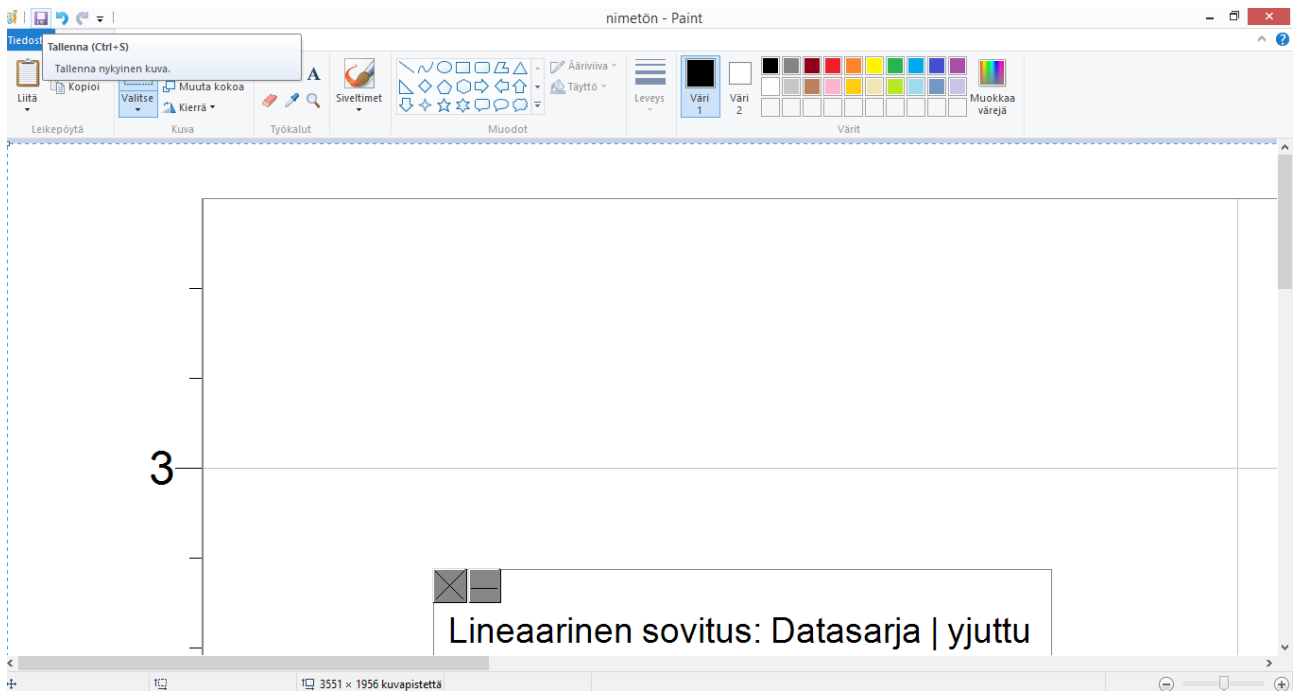 nimetön - Paint
Tiedost
Tallenna (Ctrl+S)
Tallenna nykyinen kuva.
Liitä
Kopioi
Valitse
Muuta kokoa
Kierrä
A
Siveltimet
Ääriviiva
Täyttö
Leveys
Väri
1
Väri
2
Muokkaa
värejä
Leikepöytä
Kuva
Työkalut
Muodot
Värit
3
Lineaarinen sovitus: Datasarja | yjuttu
3551 × 1956 kuvapistettä